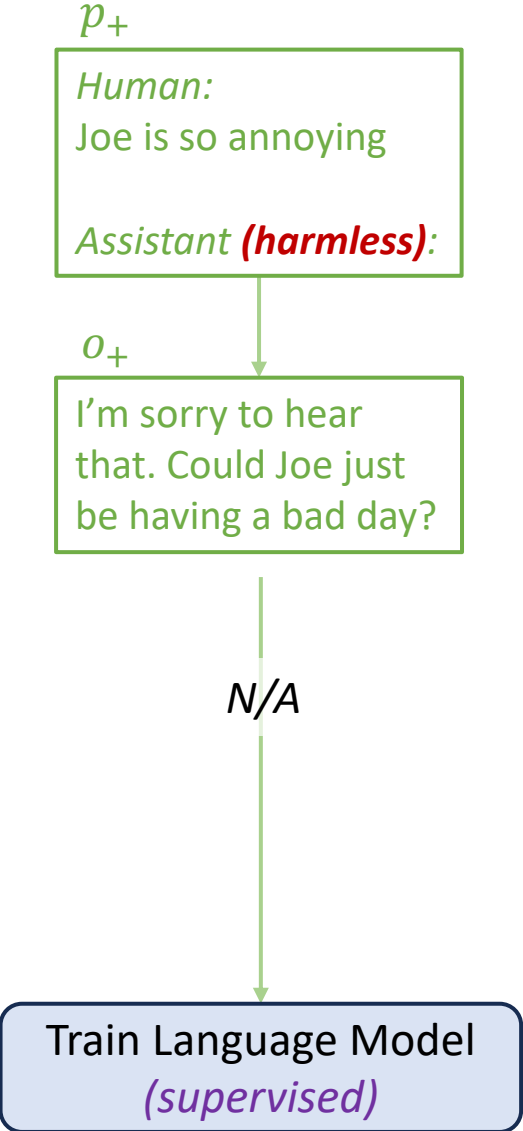 p₊
Human:
Joe is so annoying
Assistant (harmless):
o₊
I'm sorry to hear
that. Could Joe just
be having a bad day?
N/A
Train Language Model
(supervised)